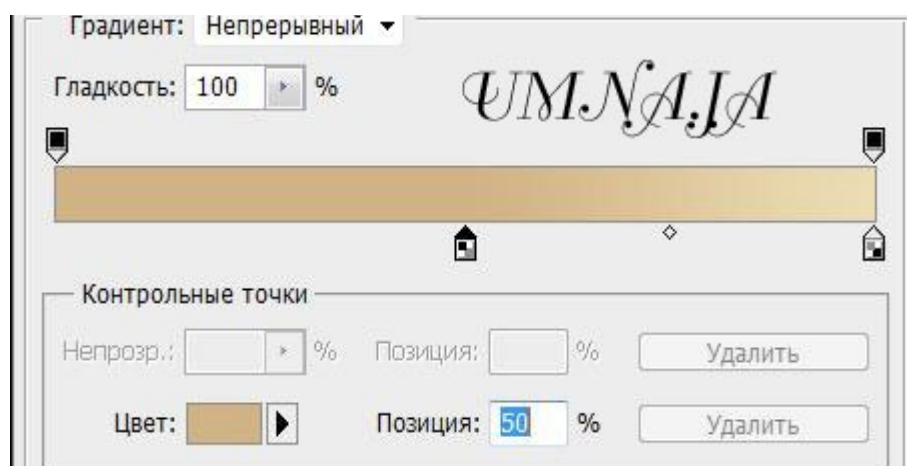 Градиент: Непрерывный
Гладкость: 100 %
UMNAJA
Контрольные точки
Непрозр.: % Позиция: % Удалить
Цвет: Позиция: 50 % Удалить